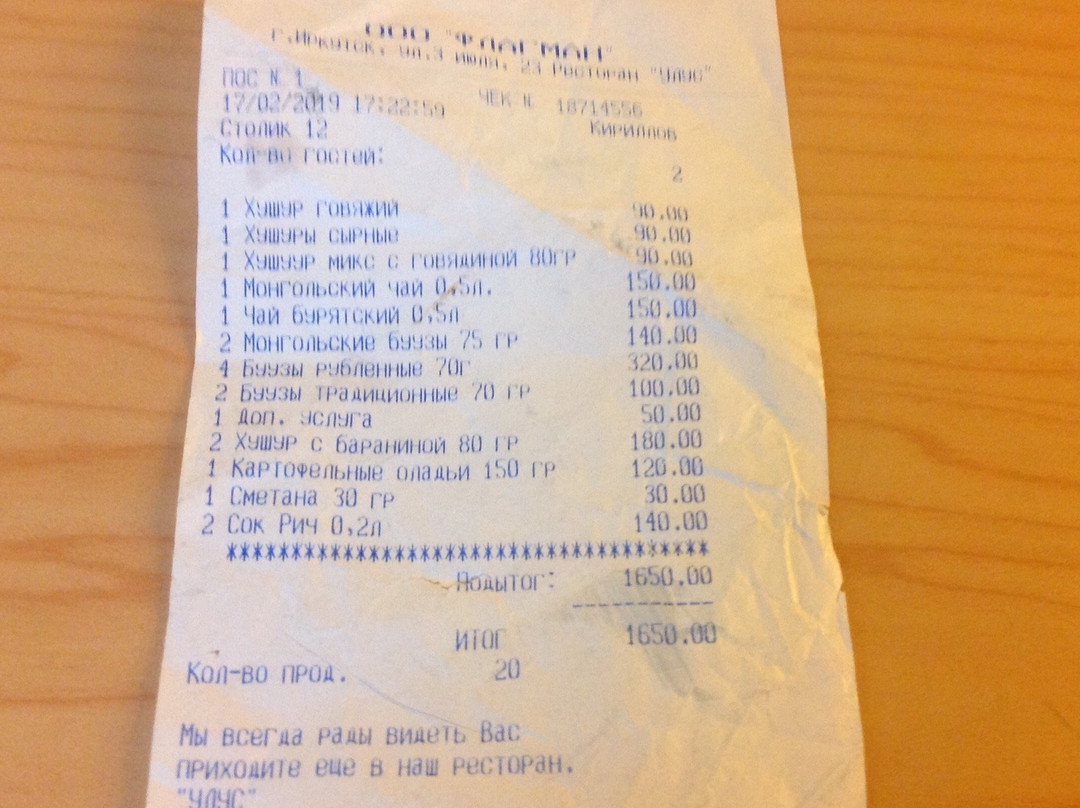 ООО "ФЛАГМАН"
Г.Иркутск, ул.3 июля, 23 Ресторан "УЛУС"
ПОС № 1
17/02/2019 17:22:59 ЧЕК № 18714556
Столик 12 Кириллов
Кол-во гостей: 2
1 Хушур говяжий 90.00
1 Хушуры сырные 90.00
1 Хушуур микс с говядиной 80гр 90.00
1 Монгольский чай 0,5л. 150.00
1 Чай бурятский 0,5л 150.00
2 Монгольские буузы 75 гр 140.00
4 Буузы рубленные 70г 320.00
2 Буузы традиционные 70 гр 100.00
1 Доп. услуга 50.00
2 Хушур с бараниной 80 гр 180.00
1 Картофельные оладьи 150 гр 120.00
1 Сметана 30 гр 30.00
2 Сок Рич 0,2л 140.00
*************************************
Подытог: 1650.00
-----------
ИТОГ 1650.00
Кол-во прод. 20
Мы всегда рады видеть Вас
приходите еще в наш ресторан.
"УЛУС"